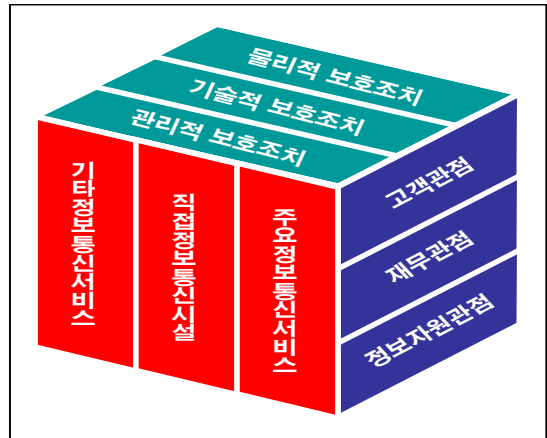 물리적 보호조치
기술적 보호조치
관리적 보호조치
기타정보통신서비스
직접정보통신시설
주요정보통신서비스
고객관점
재무관점
정보자원관점